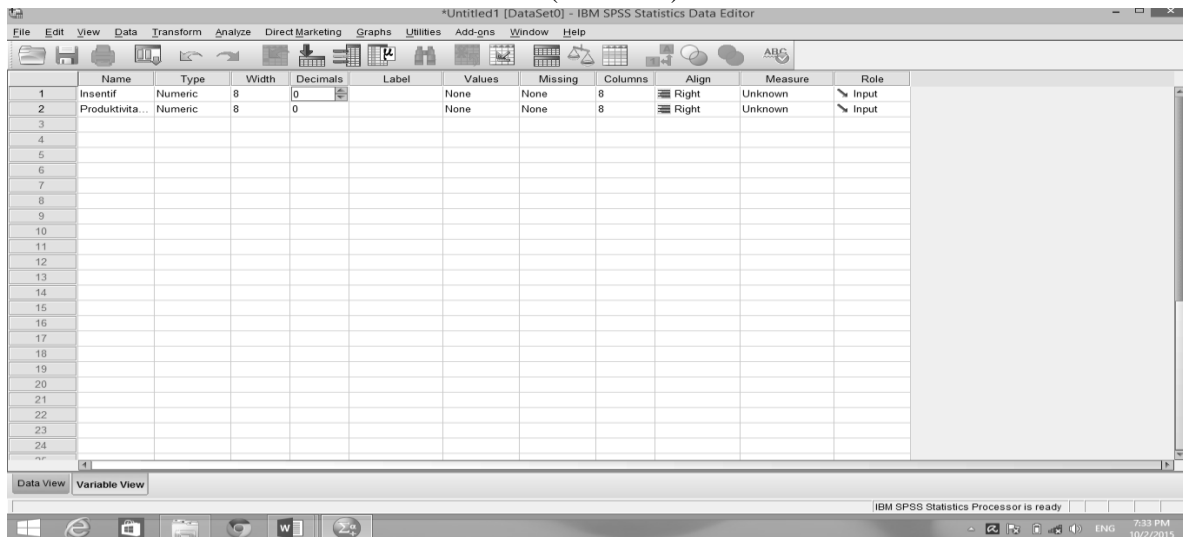 *Untitled1 [DataSet0] - IBM SPSS Statistics Data Editor
File Edit View Data Transform Analyze Direct Marketing Graphs Utilities Add-ons Window Help
Name Type Width Decimals Label Values Missing Columns Align Measure Role
1 Insentif Numeric 8 0 None None 8 Right Unknown Input
2 Produktivita... Numeric 8 0 None None 8 Right Unknown Input
3
4
5
6
7
8
9
10
11
12
13
14
15
16
17
18
19
20
21
22
23
24
Data View Variable View
IBM SPSS Statistics Processor is ready
ENG 7:33 PM
10/2/2015